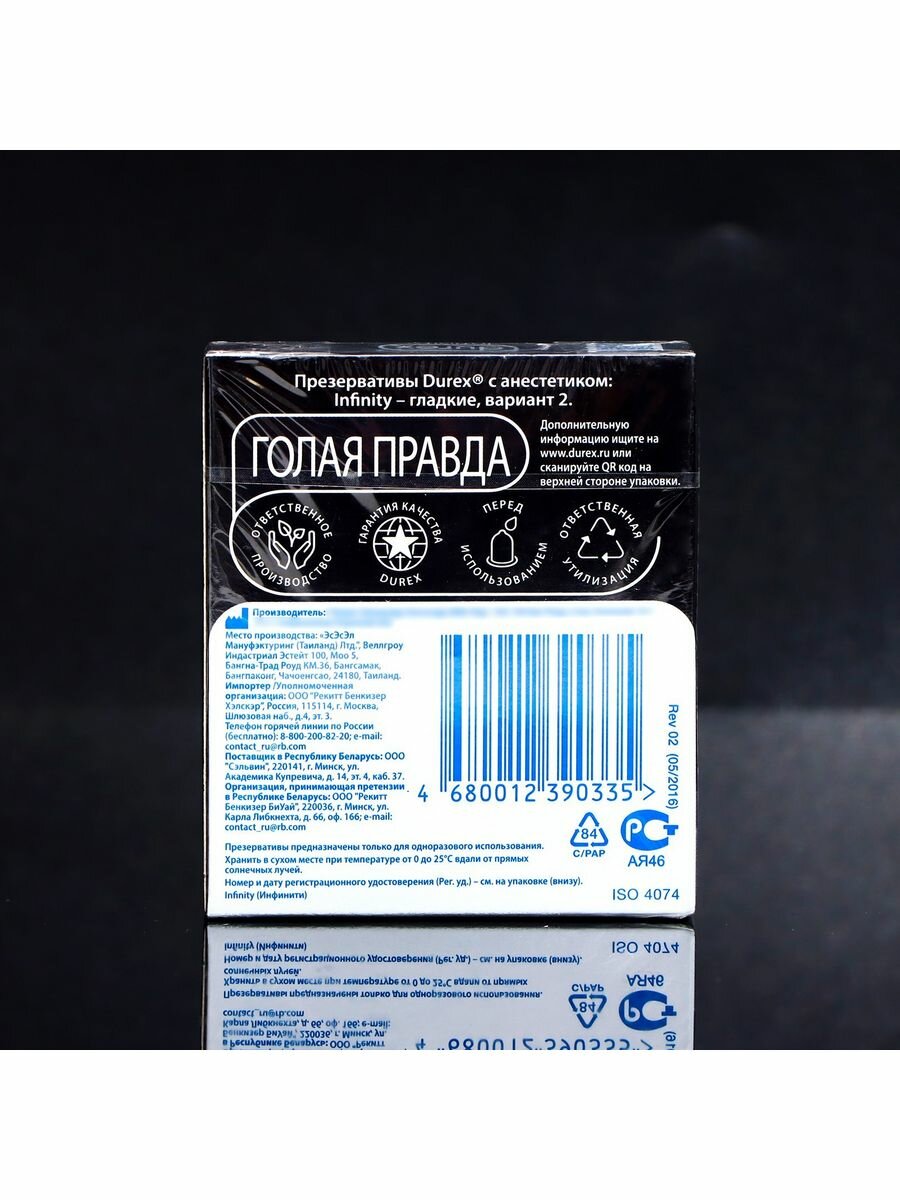 Презервативы Durex® с анестетиком:
Infinity – гладкие, вариант 2.
ГОЛАЯ ПРАВДА
Дополнительную
информацию ищите на
www.durex.ru или
сканируйте QR код на
верхней стороне упаковки.
ОТВЕТСТВЕННОЕ ПРОИЗВОДСТВО
ГАРАНТИЯ КАЧЕСТВА DUREX
ПЕРЕД ИСПОЛЬЗОВАНИЕМ
ОТВЕТСТВЕННАЯ УТИЛИЗАЦИЯ
Производитель:
Место производства: «ЭсЭсЭл
Мануфэктуринг (Таиланд) Лтд.", Веллгроу
Индастриал Эстейт 100, Моо 5,
Бангна-Трад Роуд КМ.36, Бангсамак,
Бангпаконг, Чачоенгсао, 24180, Таиланд.
Импортер /Уполномоченная
организация: ООО "Рекитт Бенкизер
Хэлскэр", Россия, 115114, г. Москва,
Шлюзовая наб., д.4, эт. 3.
Телефон горячей линии по России
(бесплатно): 8-800-200-82-20; e-mail:
contact_ru@rb.com
Поставщик в Республику Беларусь: ООО
"Сэльвин", 220141, г. Минск, ул.
Академика Купревича, д. 14, эт. 4, каб. 37.
Организация, принимающая претензии
в Республике Беларусь: ООО "Рекитт
Бенкизер БиУай", 220036, г. Минск, ул.
Карла Либкнехта, д. 66, оф. 166; e-mail:
contact_ru@rb.com
4 680012 390335 >
Rev 02 (05/2016)
84
C/PAP
РСТ
АЯ46
Презервативы предназначены только для одноразового использования.
Хранить в сухом месте при температуре от 0 до 25°С вдали от прямых
солнечных лучей.
Номер и дату регистрационного удостоверения (Рег. уд.) – см. на упаковке (внизу).
Infinity (Инфинити)
ISO 4074